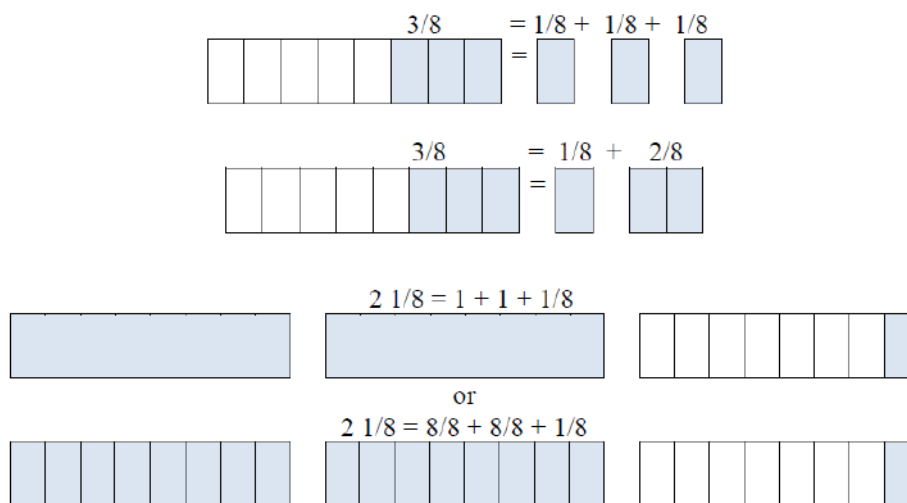 3/8 = 1/8 + 1/8 + 1/8
=
3/8 = 1/8 + 2/8
=
2 1/8 = 1 + 1 + 1/8
or
2 1/8 = 8/8 + 8/8 + 1/8